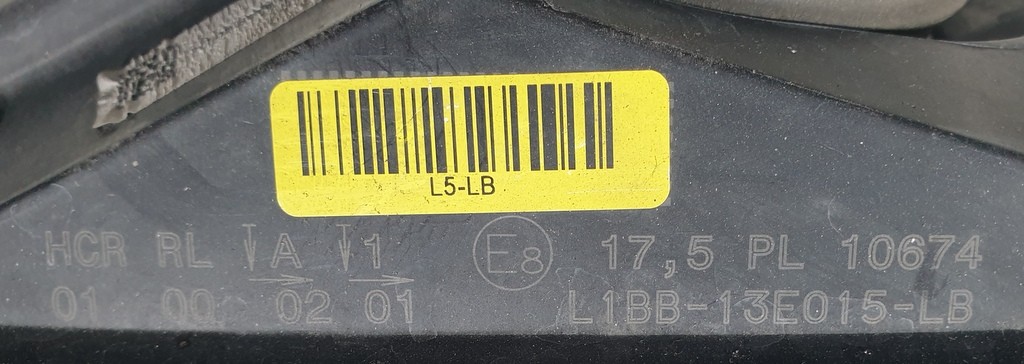 L5-LB
HCR RL A 1 E8 17,5 PL 10674
01 00 02 01 L1BB-13E015-LB